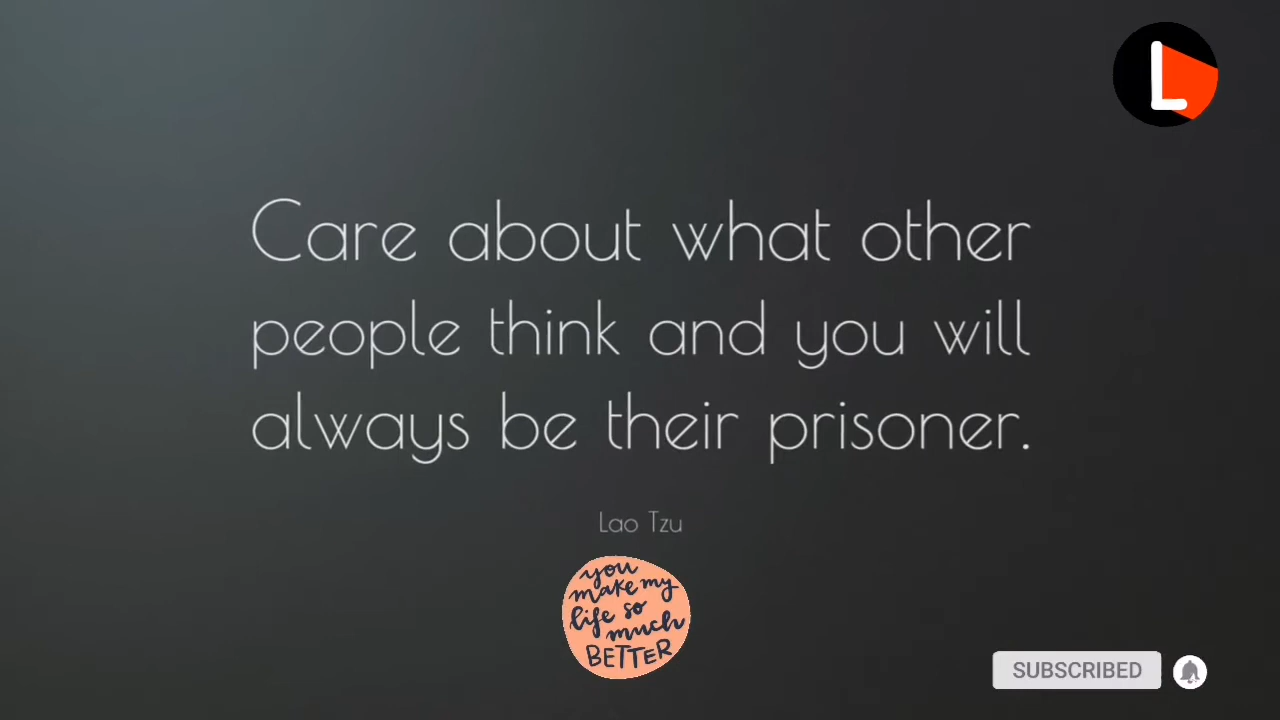 L
Care about what other
people think and you will
always be their prisoner.
Lao Tzu
you
make my
life so
much
BETTER
SUBSCRIBED